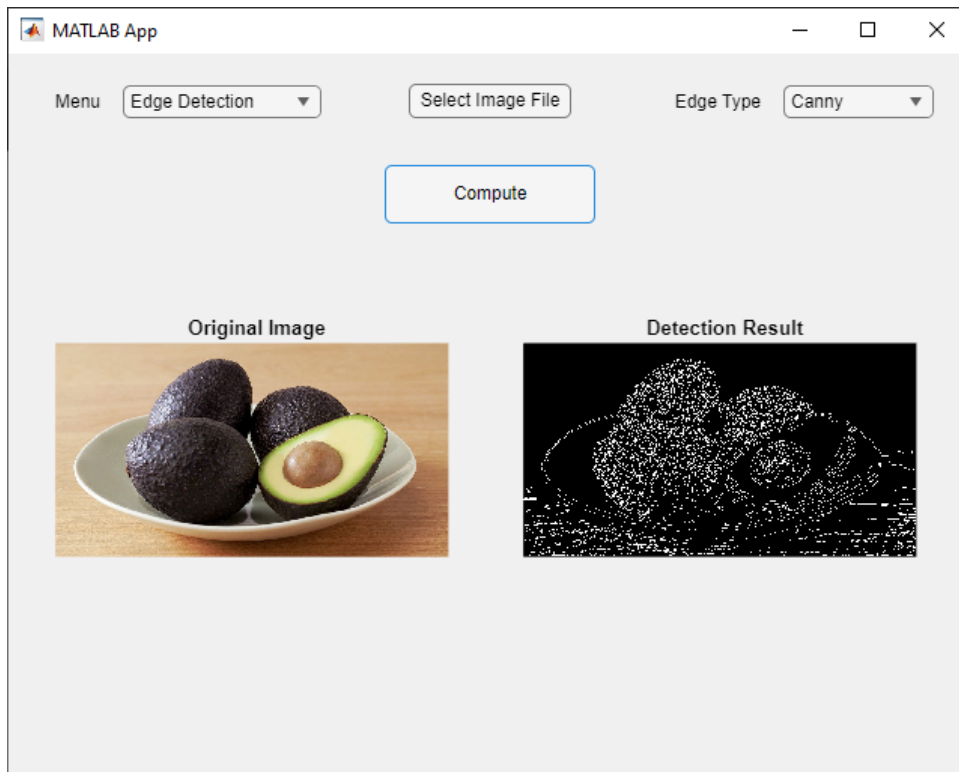 MATLAB App
Menu Edge Detection Select Image File Edge Type Canny
Compute
Original Image Detection Result